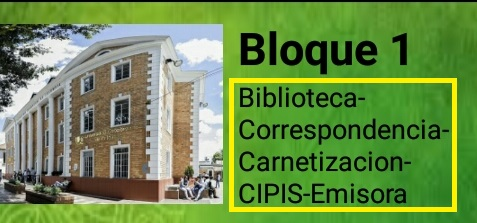 Bloque 1
Biblioteca-
Correspondencia-
Carnetizacion-
CIPIS-Emisora